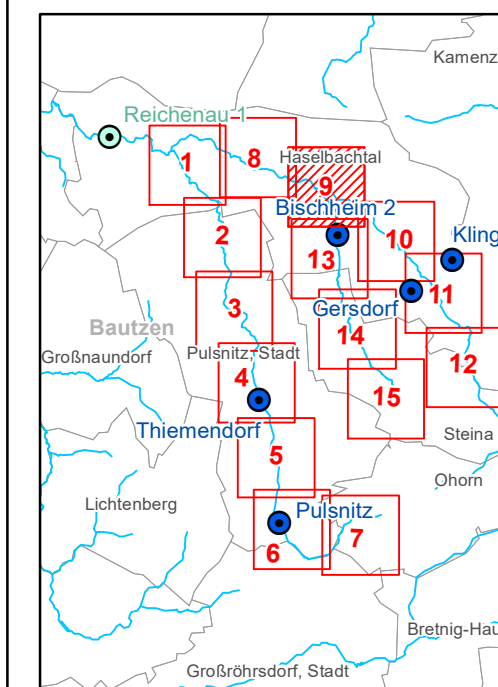 Kamenz
Reichenau 1
1
8
Haselbachtal
9
Bischheim 2
2
10
Kling
13
11
3
Gersdorf
Bautzen
14
Großnaundorf
Pulsnitz, Stadt
12
4
15
Thiemendorf
Steina
5
Ohorn
Lichtenberg
Pulsnitz
6
7
Bretnig-Hau
Großröhrsdorf, Stadt